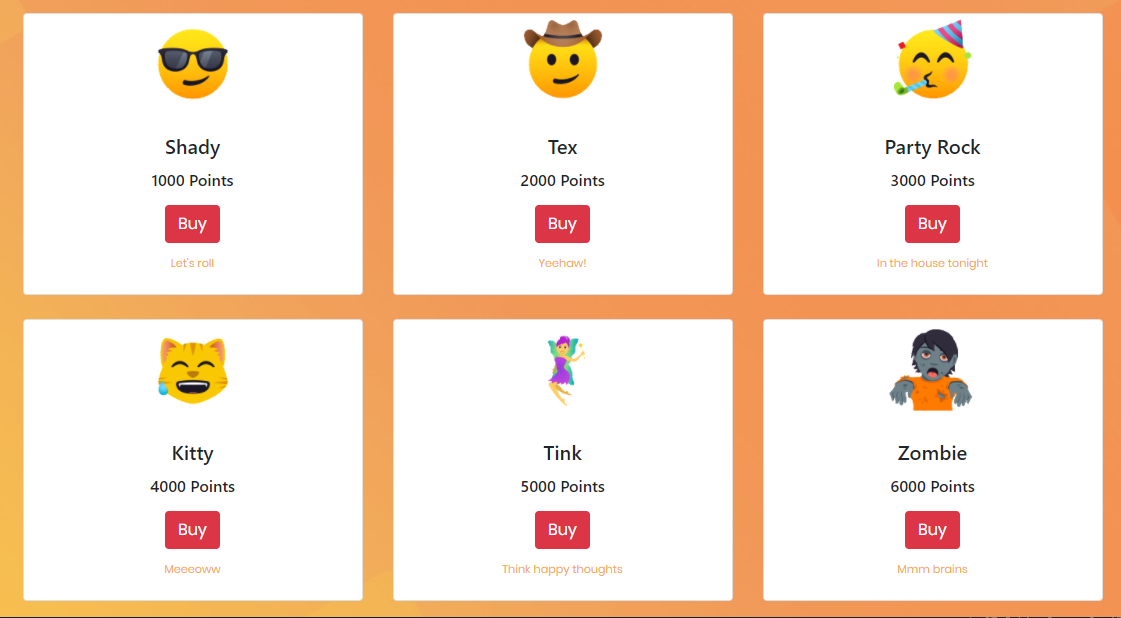 Shady
1000 Points
Buy
Let's roll
Tex
2000 Points
Buy
Yeehaw!
Party Rock
3000 Points
Buy
In the house tonight
Kitty
4000 Points
Buy
Meeeoww
Tink
5000 Points
Buy
Think happy thoughts
Zombie
6000 Points
Buy
Mmm brains